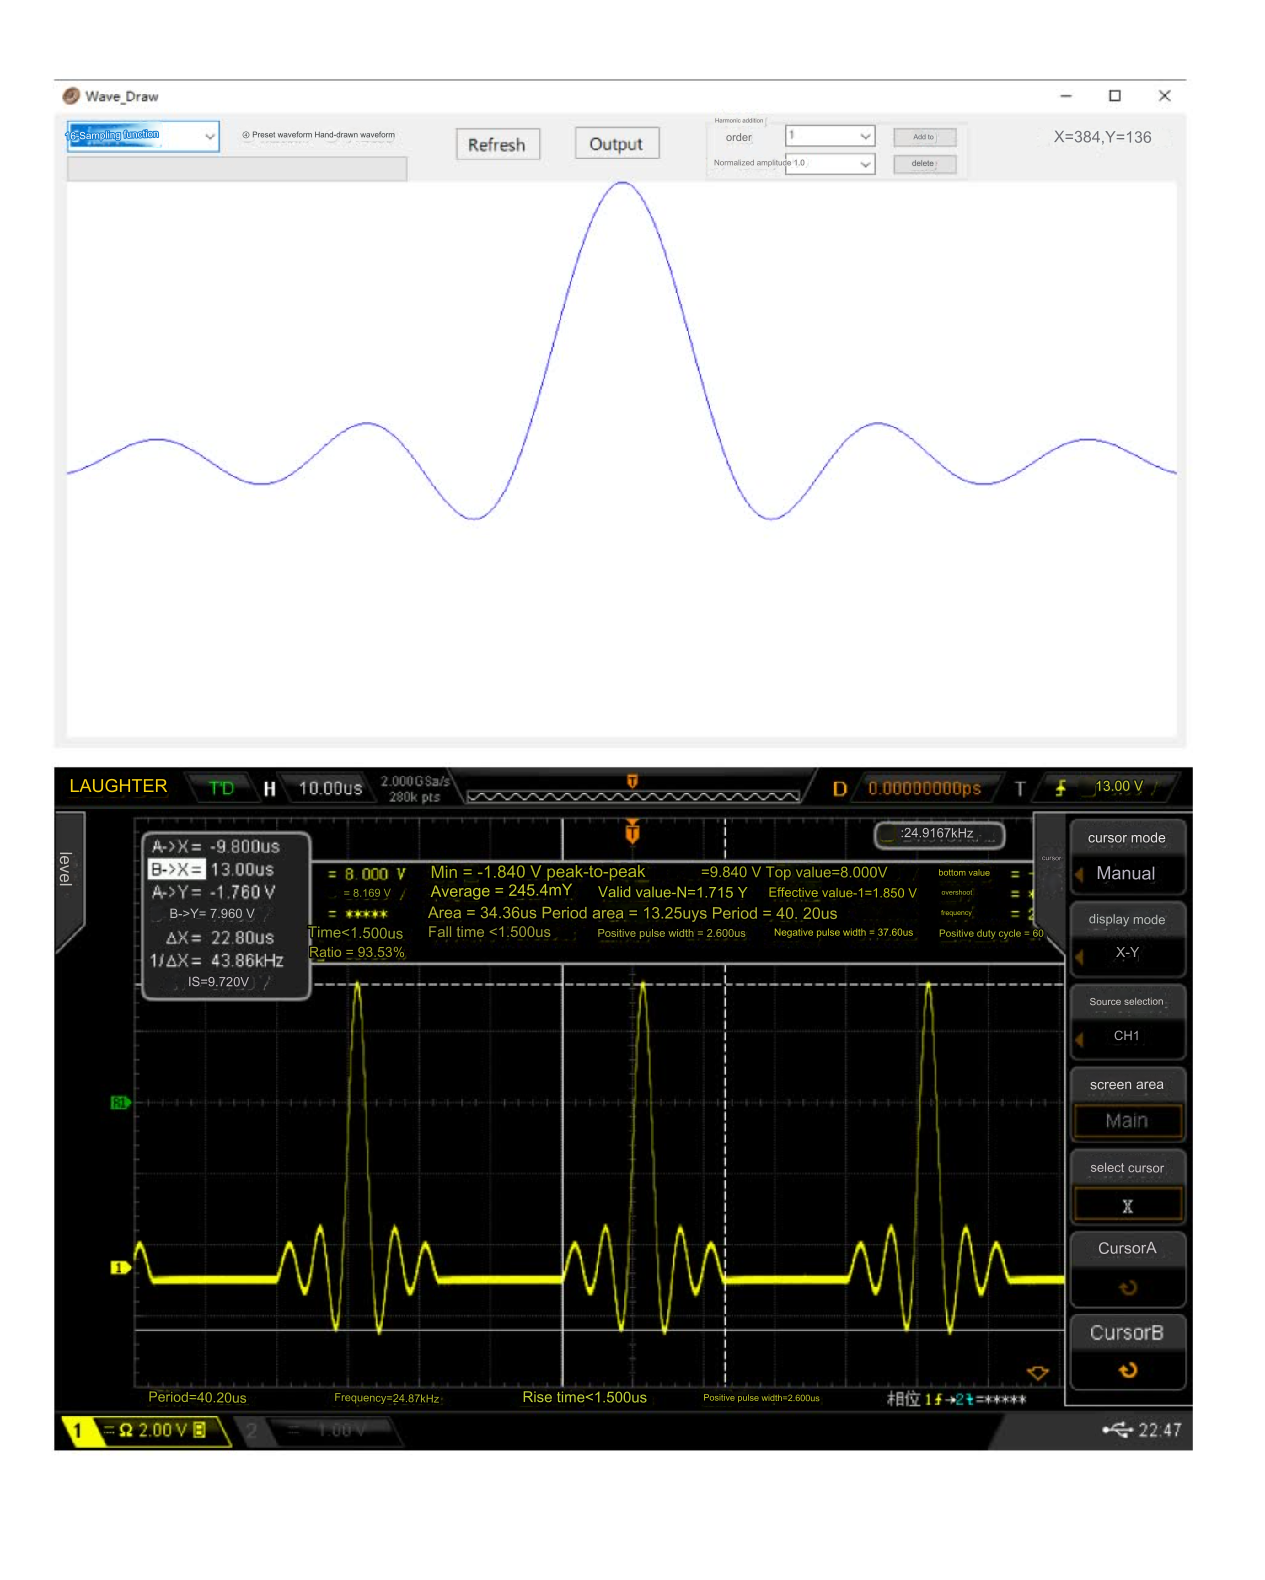 Wave_Draw
16-Sampling function
Preset waveform Hand-drawn waveform
Refresh
Output
Harmonic addition
order
1
Add to
Normalized amplitude 1.0
delete
X=384,Y=136
LAUGHTER
T'D
H
10.00us
2.000GSa/s
280k pts
T
D
0.00000000ps
T
13.00 V
level
T
:24.9167kHz
A->X= -9.800us
B->X= 13.00us
A->Y= -1.760 V
B->Y= 7.960 V
ΔX= 22.80us
1/ΔX= 43.86kHz
IS=9.720V
= 8.000 V
Min = -1.840 V peak-to-peak
=9.840 V Top value=8.000V
bottom value
=
= 8.169 V
Average = 245.4mY
Valid value-N=1.715 Y
Effective value-1=1.850 V
overshoot
= *
= *****
Area = 34.36us Period area = 13.25uys Period = 40. 20us
frequency
= 2
Time<1.500us
Fall time <1.500us
Positive pulse width = 2.600us
Negative pulse width = 37.60us
Positive duty cycle = 60
Ratio = 93.53%
cursor
cursor mode
Manual
display mode
X-Y
Source selection
CH1
screen area
Main
select cursor
X
CursorA
CursorB
R1
1
Period=40.20us
Frequency=24.87kHz
Rise time<1.500us
Positive pulse width=2.600us
相位 1→2=*****
1
= Ω 2.00 V B
2
= 1.00 V
22:47